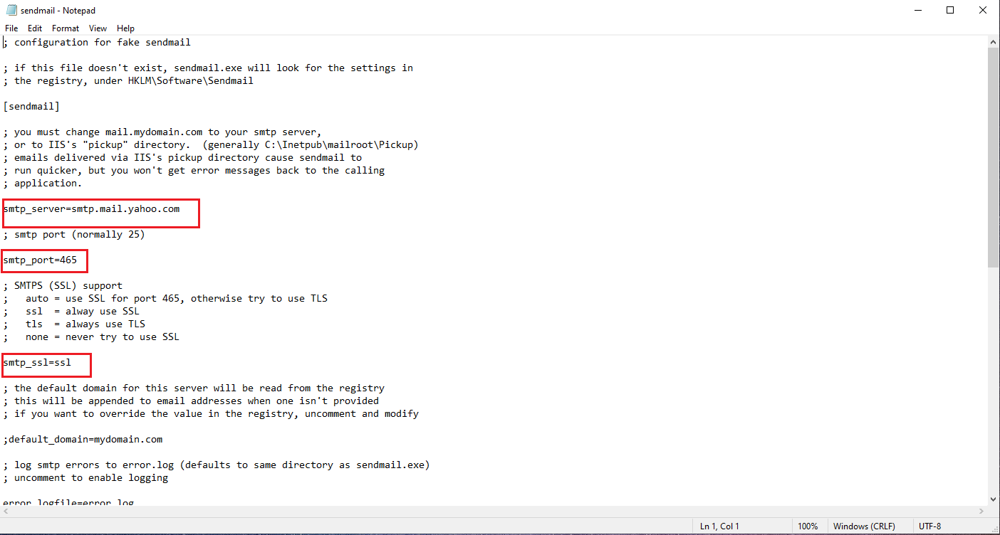 sendmail - Notepad
File Edit Format View Help
; configuration for fake sendmail
; if this file doesn't exist, sendmail.exe will look for the settings in
; the registry, under HKLM\Software\Sendmail
[sendmail]
; you must change mail.mydomain.com to your smtp server,
; or to IIS's "pickup" directory.  (generally C:\Inetpub\mailroot\Pickup)
; emails delivered via IIS's pickup directory cause sendmail to
; run quicker, but you won't get error messages back to the calling
; application.
smtp_server=smtp.mail.yahoo.com
; smtp port (normally 25)
smtp_port=465
; SMTPS (SSL) support
;   auto = use SSL for port 465, otherwise try to use TLS
;   ssl  = alway use SSL
;   tls  = always use TLS
;   none = never try to use SSL
smtp_ssl=ssl
; the default domain for this server will be read from the registry
; this will be appended to email addresses when one isn't provided
; if you want to override the value in the registry, uncomment and modify
;default_domain=mydomain.com
; log smtp errors to error.log (defaults to same directory as sendmail.exe)
; uncomment to enable logging
error_logfile=error.log
Ln 1, Col 1 100% Windows (CRLF) UTF-8